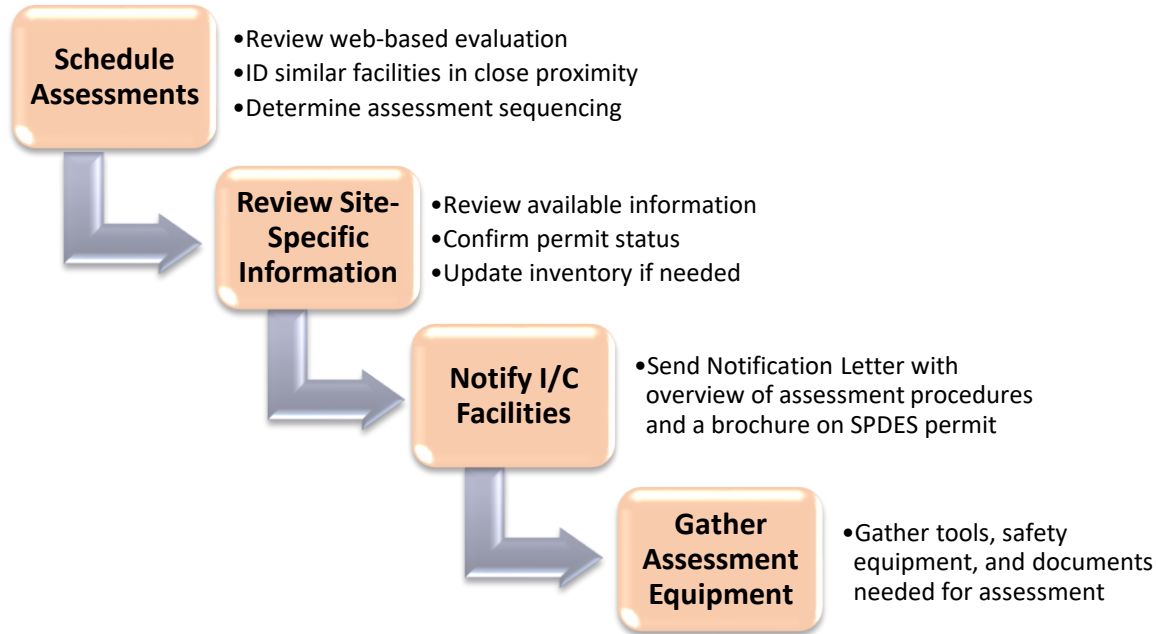 Schedule
Assessments
•Review web-based evaluation
•ID similar facilities in close proximity
•Determine assessment sequencing
Review Site-
Specific
Information
•Review available information
•Confirm permit status
•Update inventory if needed
Notify I/C
Facilities
•Send Notification Letter with
overview of assessment procedures
and a brochure on SPDES permit
Gather
Assessment
Equipment
•Gather tools, safety
equipment, and documents
needed for assessment